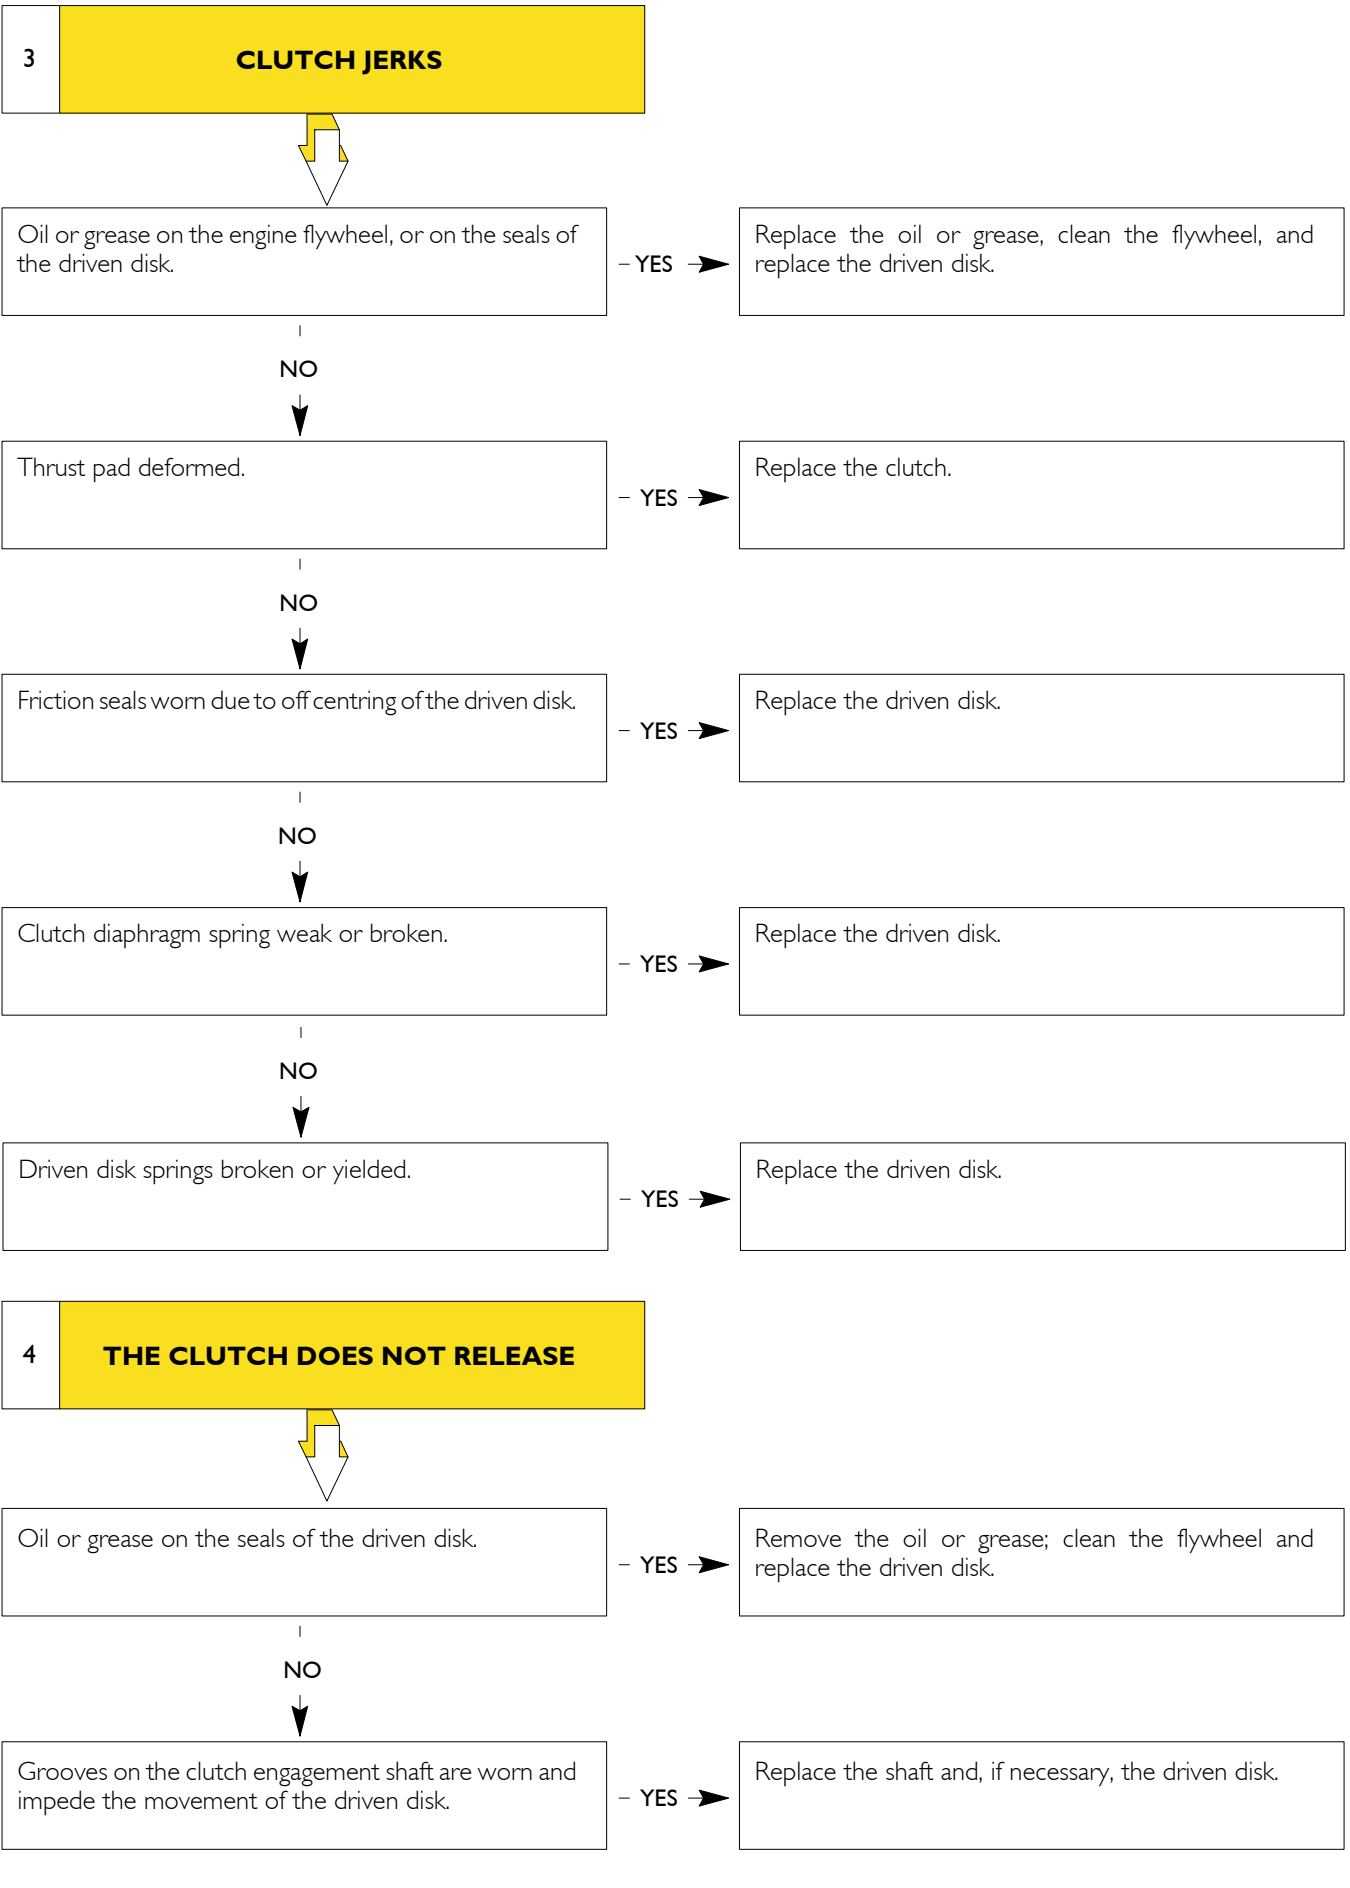 3
CLUTCH JERKS
Oil or grease on the engine flywheel, or on the seals of
the driven disk.
YES
Replace the oil or grease, clean the flywheel, and
replace the driven disk.
NO
Thrust pad deformed.
YES
Replace the clutch.
NO
Friction seals worn due to off centring of the driven disk.
YES
Replace the driven disk.
NO
Clutch diaphragm spring weak or broken.
YES
Replace the driven disk.
NO
Driven disk springs broken or yielded.
YES
Replace the driven disk.
4
THE CLUTCH DOES NOT RELEASE
Oil or grease on the seals of the driven disk.
YES
Remove the oil or grease; clean the flywheel and
replace the driven disk.
NO
Grooves on the clutch engagement shaft are worn and
impede the movement of the driven disk.
YES
Replace the shaft and, if necessary, the driven disk.